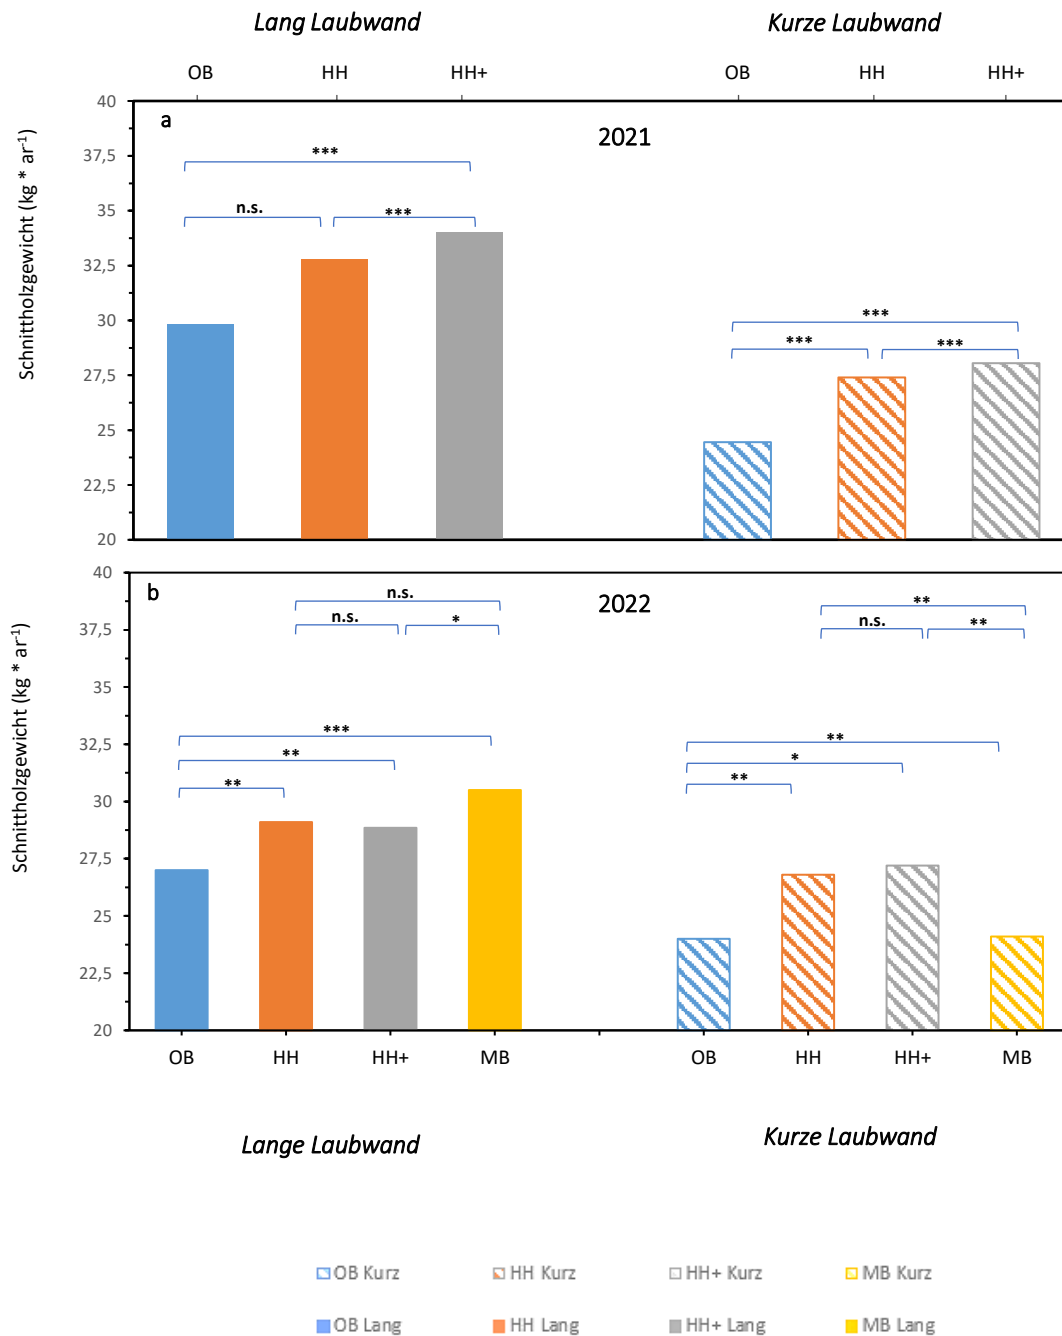 Lang Laubwand Kurze Laubwand
OB HH HH+ OB HH HH+
Schnittholzgewicht (kg * ar⁻¹)
40
37,5
35
32,5
30
27,5
25
22,5
20
a
2021
***
n.s. ***
***
*** ***
Schnittholzgewicht (kg * ar⁻¹)
40
37,5
35
32,5
30
27,5
25
22,5
20
b
2022
n.s.
n.s. *
***
**
**
**
n.s. **
**
*
**
OB HH HH+ MB OB HH HH+ MB
Lange Laubwand Kurze Laubwand
OB Kurz HH Kurz HH+ Kurz MB Kurz
OB Lang HH Lang HH+ Lang MB Lang